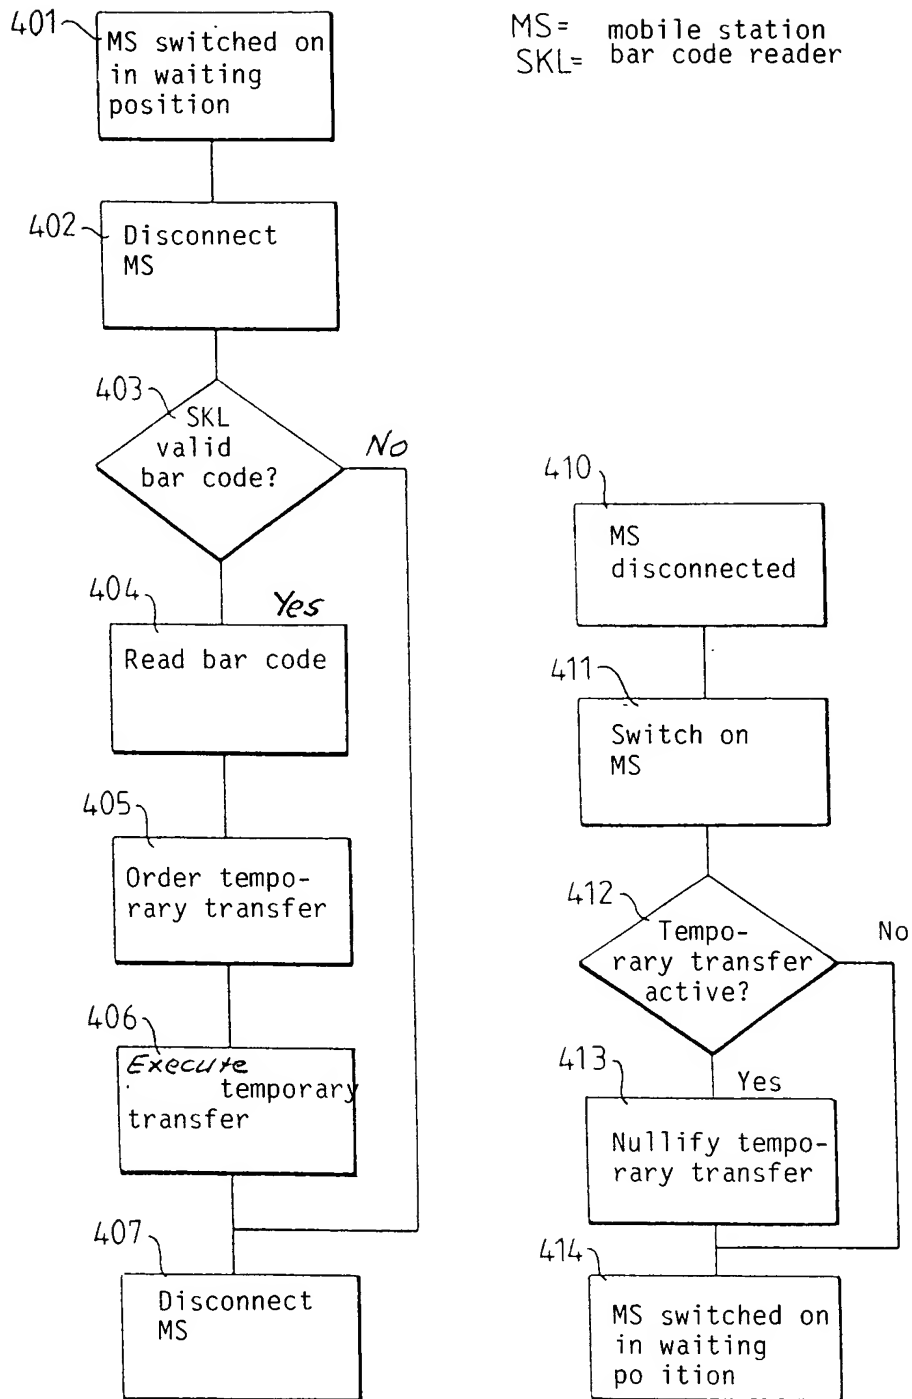 MS= mobile station
SKL= bar code reader
401
MS switched on
in waiting
position
402
Disconnect
MS
403
SKL
valid
bar code?
No
404
Yes
Read bar code
405
Order tempo-
rary transfer
406
Execute
temporary
transfer
407
Disconnect
MS
410
MS
disconnected
411
Switch on
MS
412
Tempo-
rary transfer
active?
No
413
Yes
Nullify tempo-
rary transfer
414
MS switched on
in waiting
po ition